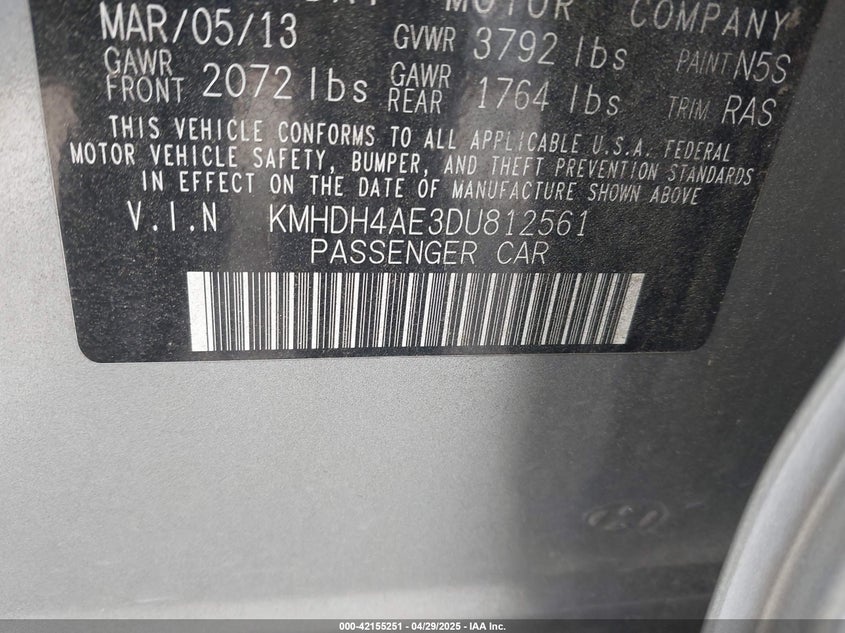 MOTOR COMPANY
MAR/05/13 GVWR 3792 lbs PAINT N5S
GAWR FRONT 2072 lbs GAWR REAR 1764 lbs TRIM RAS
THIS VEHICLE CONFORMS TO ALL APPLICABLE U.S.A. FEDERAL
MOTOR VEHICLE SAFETY, BUMPER, AND THEFT PREVENTION STANDARDS
IN EFFECT ON THE DATE OF MANUFACTURE SHOWN ABOVE
V.I.N KMHDH4AE3DU812561
PASSENGER CAR
000-42155251 | 04/29/2025 - IAA Inc.